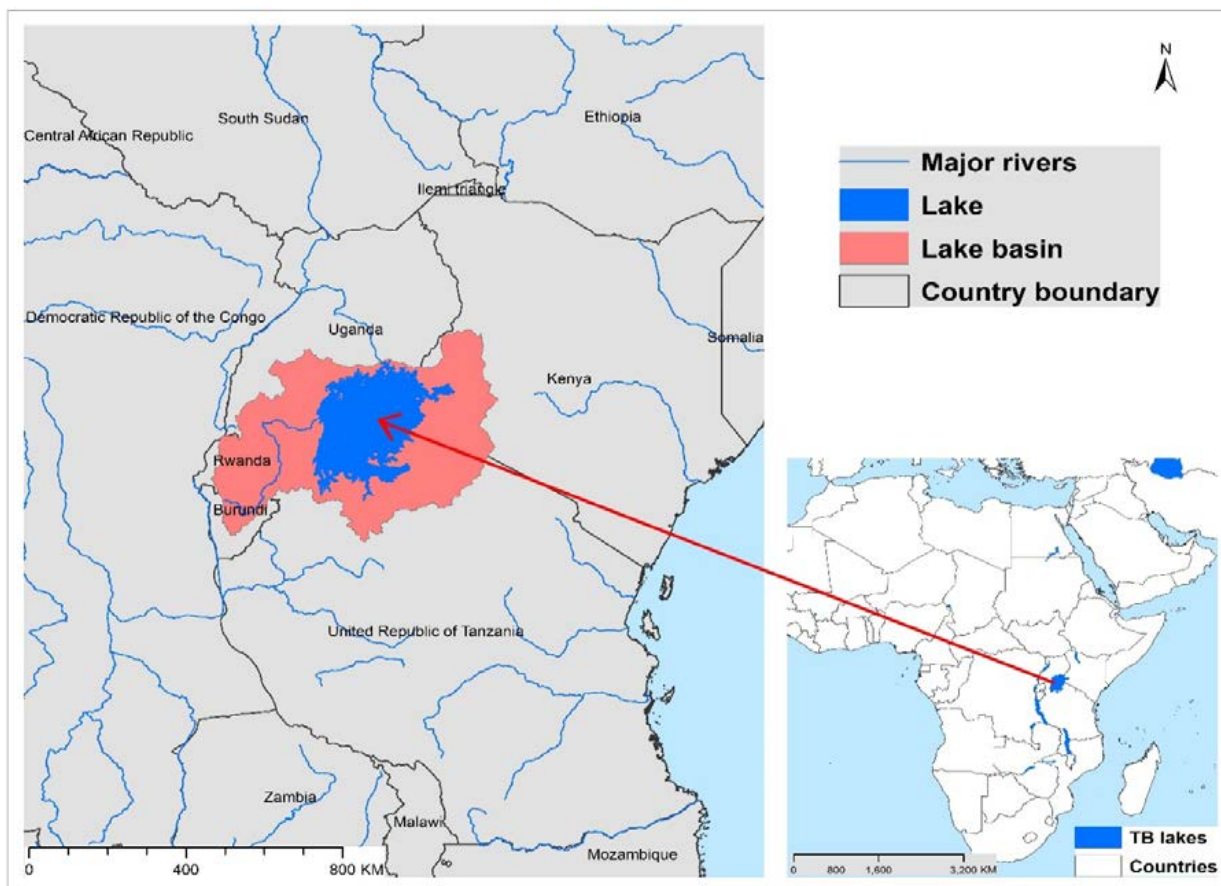 N
Central African Republic
South Sudan
Ethiopia
Ilemi triangle
Democratic Republic of the Congo
Uganda
Somalia
Kenya
Rwanda
Burundi
United Republic of Tanzania
Zambia
Malawi
Mozambique
0 400 800 KM
Major rivers
Lake
Lake basin
Country boundary
TB lakes
Countries
0 800 1,600 3,200 KM